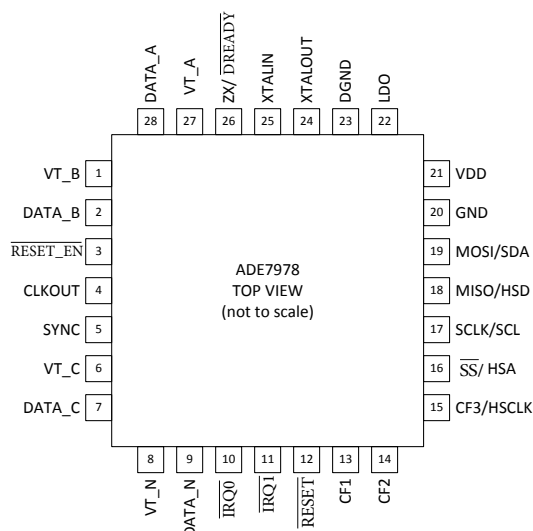 DATA_A
VT_A
ZX/ DREADY
XTALIN
XTALOUT
DGND
LDO
28
27
26
25
24
23
22
VT_B 1
DATA_B 2
RESET_EN 3
CLKOUT 4
SYNC 5
VT_C 6
DATA_C 7
ADE7978
TOP VIEW
(not to scale)
21 VDD
20 GND
19 MOSI/SDA
18 MISO/HSD
17 SCLK/SCL
16 SS/ HSA
15 CF3/HSCLK
8
9
10
11
12
13
14
VT_N
DATA_N
IRQ0
IRQ1
RESET
CF1
CF2